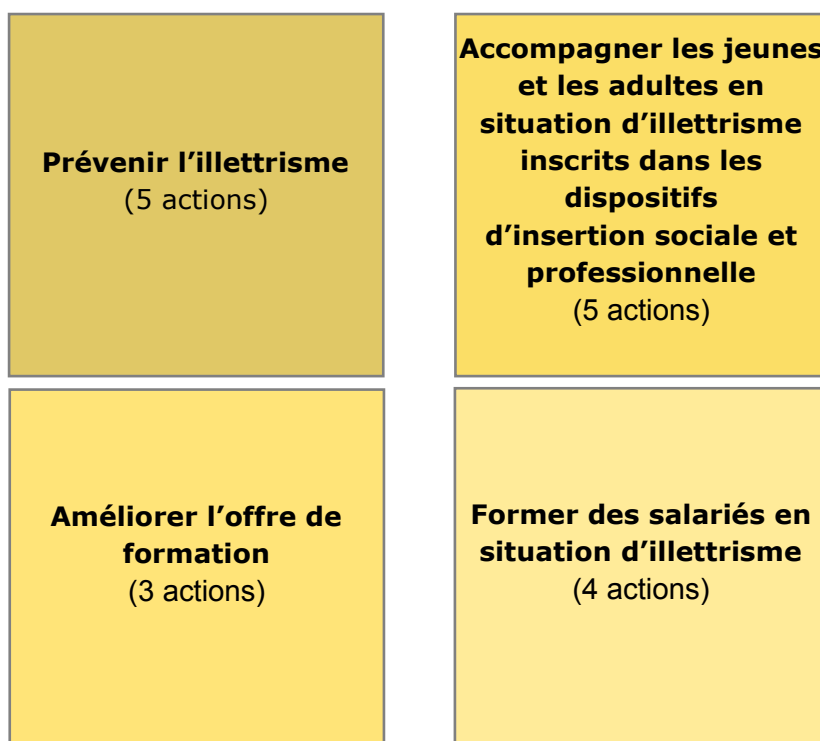 Prévenir l’illettrisme
(5 actions)
Accompagner les jeunes
et les adultes en
situation d’illettrisme
inscrits dans les
dispositifs
d’insertion sociale et
professionnelle
(5 actions)
Améliorer l’offre de
formation
(3 actions)
Former des salariés en
situation d’illettrisme
(4 actions)